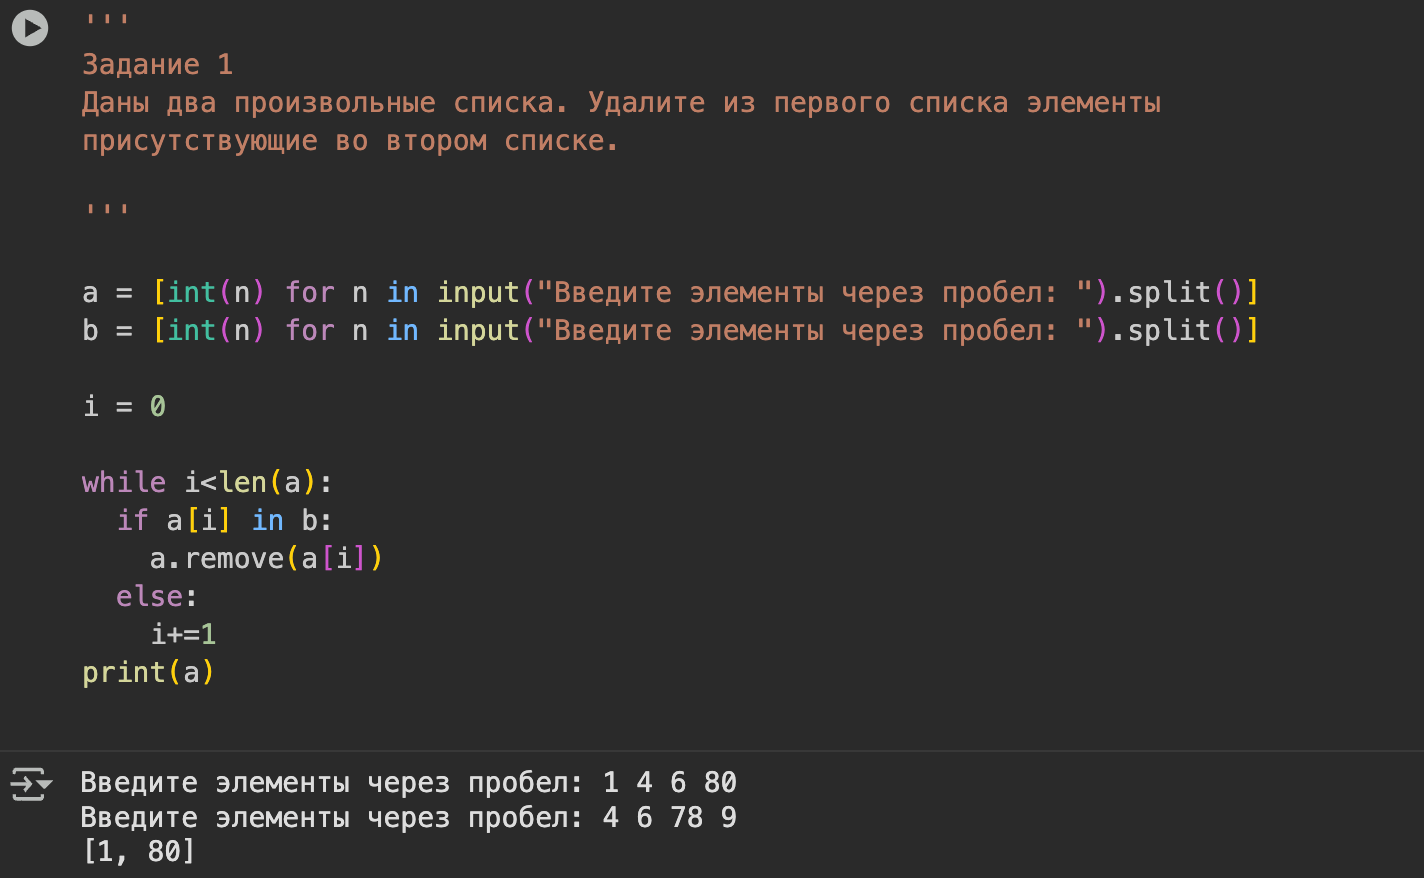 '''
Задание 1
Даны два произвольные списка. Удалите из первого списка элементы
присутствующие во втором списке.
'''
a = [int(n) for n in input("Введите элементы через пробел: ").split()]
b = [int(n) for n in input("Введите элементы через пробел: ").split()]
i = 0
while i<len(a):
  if a[i] in b:
    a.remove(a[i])
  else:
    i+=1
print(a)
Введите элементы через пробел: 1 4 6 80
Введите элементы через пробел: 4 6 78 9
[1, 80]